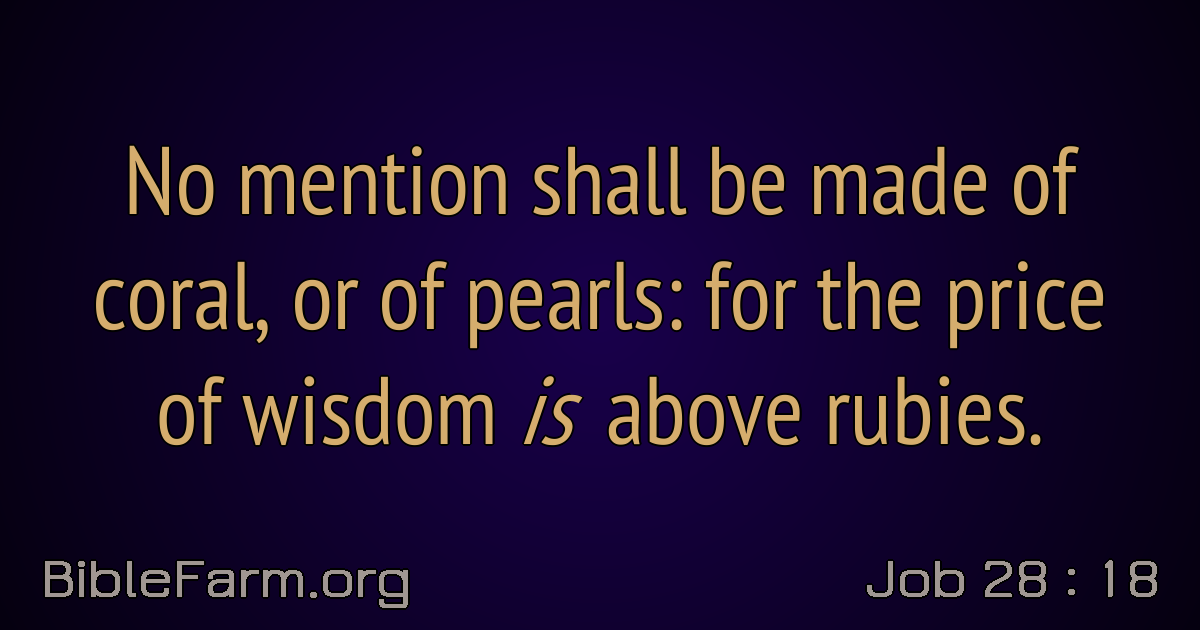 No mention shall be made of
coral, or of pearls: for the price
of wisdom is above rubies.
BibleFarm.org
Job 28 : 18